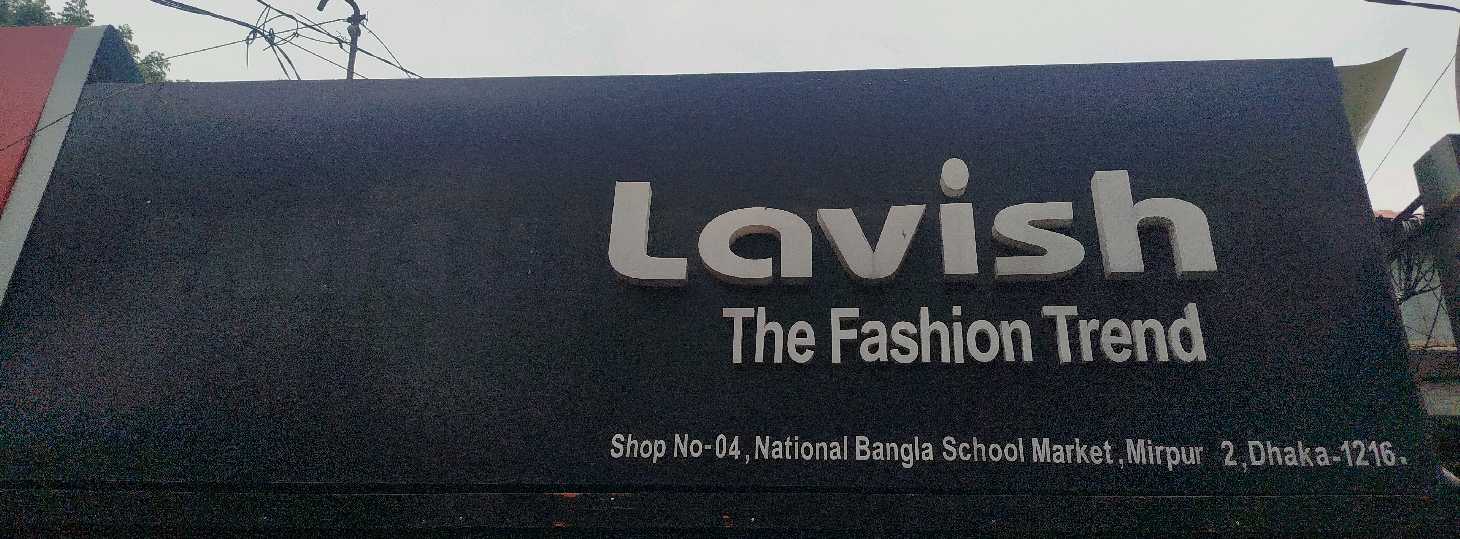 Lavish
The Fashion Trend
Shop No-04, National Bangla School Market, Mirpur 2, Dhaka-1216.